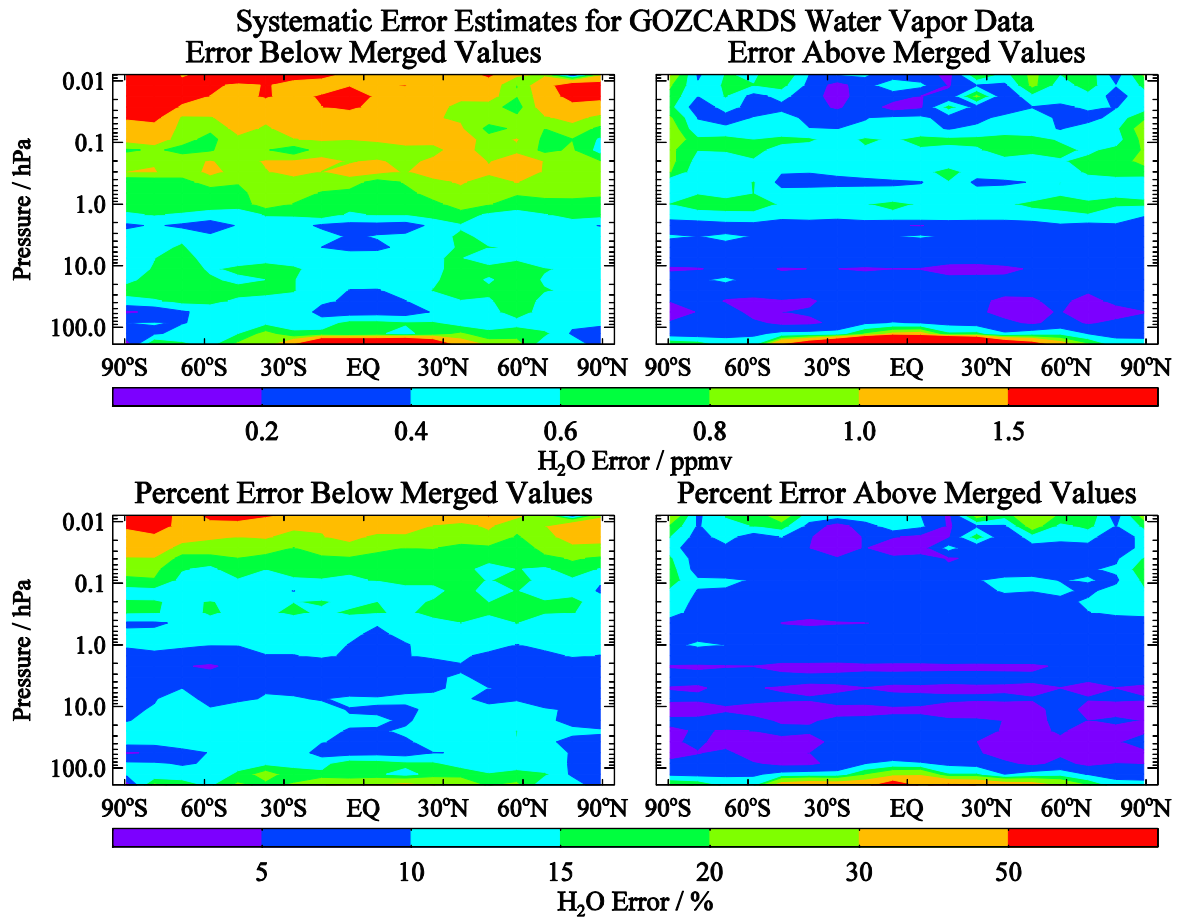 Systematic Error Estimates for GOZCARDS Water Vapor Data
Error Below Merged Values
Error Above Merged Values
Pressure / hPa
0.01
0.1
1.0
10.0
100.0
90°S 60°S 30°S EQ 30°N 60°N 90°N
90°S 60°S 30°S EQ 30°N 60°N 90°N
0.2 0.4 0.6 0.8 1.0 1.5
H₂O Error / ppmv
Percent Error Below Merged Values
Percent Error Above Merged Values
Pressure / hPa
0.01
0.1
1.0
10.0
100.0
90°S 60°S 30°S EQ 30°N 60°N 90°N
90°S 60°S 30°S EQ 30°N 60°N 90°N
5 10 15 20 30 50
H₂O Error / %